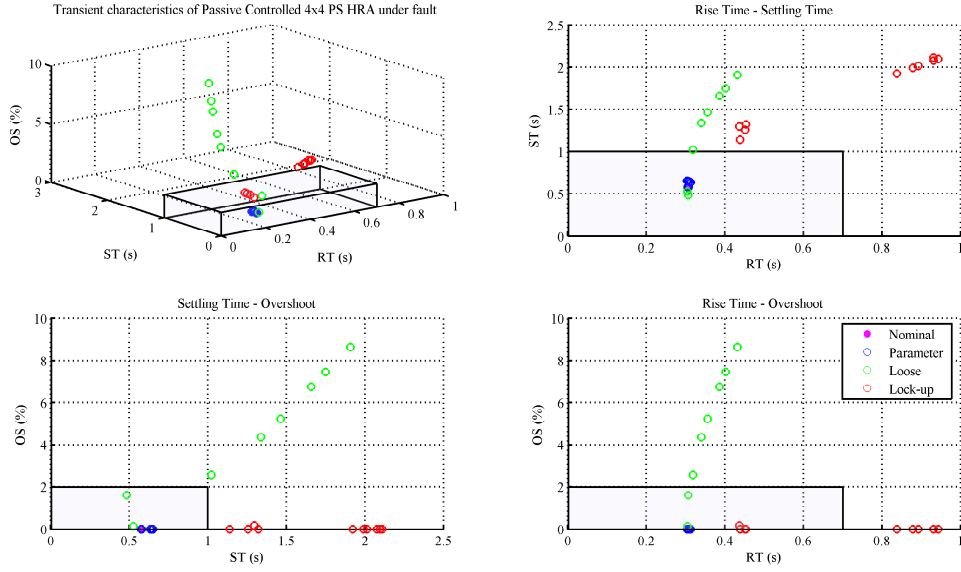 Transient characteristics of Passive Controlled 4x4 PS HRA under fault
10
5
0
OS (%)
3
2
1
0
ST (s)
0
0.2
0.4
0.6
0.8
1
RT (s)
Rise Time - Settling Time
2.5
2
1.5
1
0.5
0
ST (s)
0
0.2
0.4
0.6
0.8
1
RT (s)
Settling Time - Overshoot
10
8
6
4
2
0
OS (%)
0
0.5
1
1.5
2
2.5
ST (s)
Rise Time - Overshoot
10
8
6
4
2
0
OS (%)
0
0.2
0.4
0.6
0.8
1
RT (s)
Nominal
Parameter
Loose
Lock-up